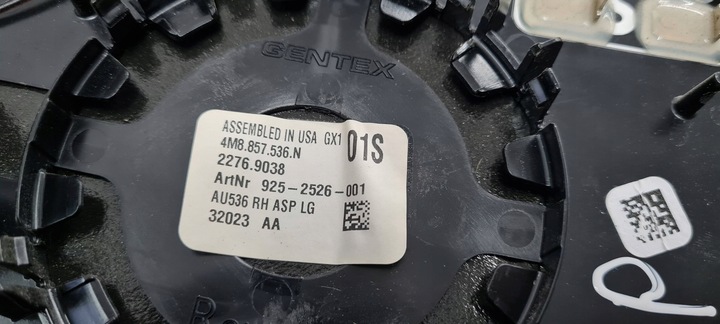 GENTEX
ASSEMBLED IN USA GX1 01S
4M8.857.536.N
2276.9038
ArtNr 925-2526-001
AU536 RH ASP LG
32023 AA